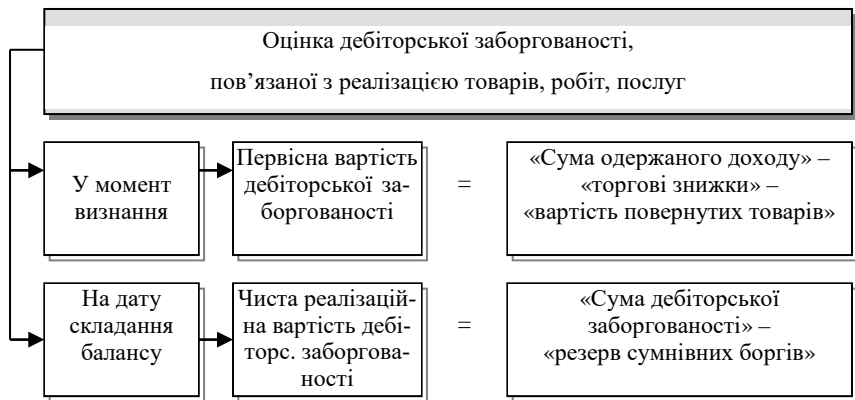 Оцінка дебіторської заборгованості,
пов’язаної з реалізацією товарів, робіт, послуг
У момент
визнання
Первісна вартість
дебіторської за-
боргованості
=
«Сума одержаного доходу» –
«торгові знижки» –
«вартість повернутих товарів»
На дату
складання
балансу
Чиста реалізацій-
на вартість дебі-
торс. заборгова-
ності
=
«Сума дебіторської
заборгованості» –
«резерв сумнівних боргів»